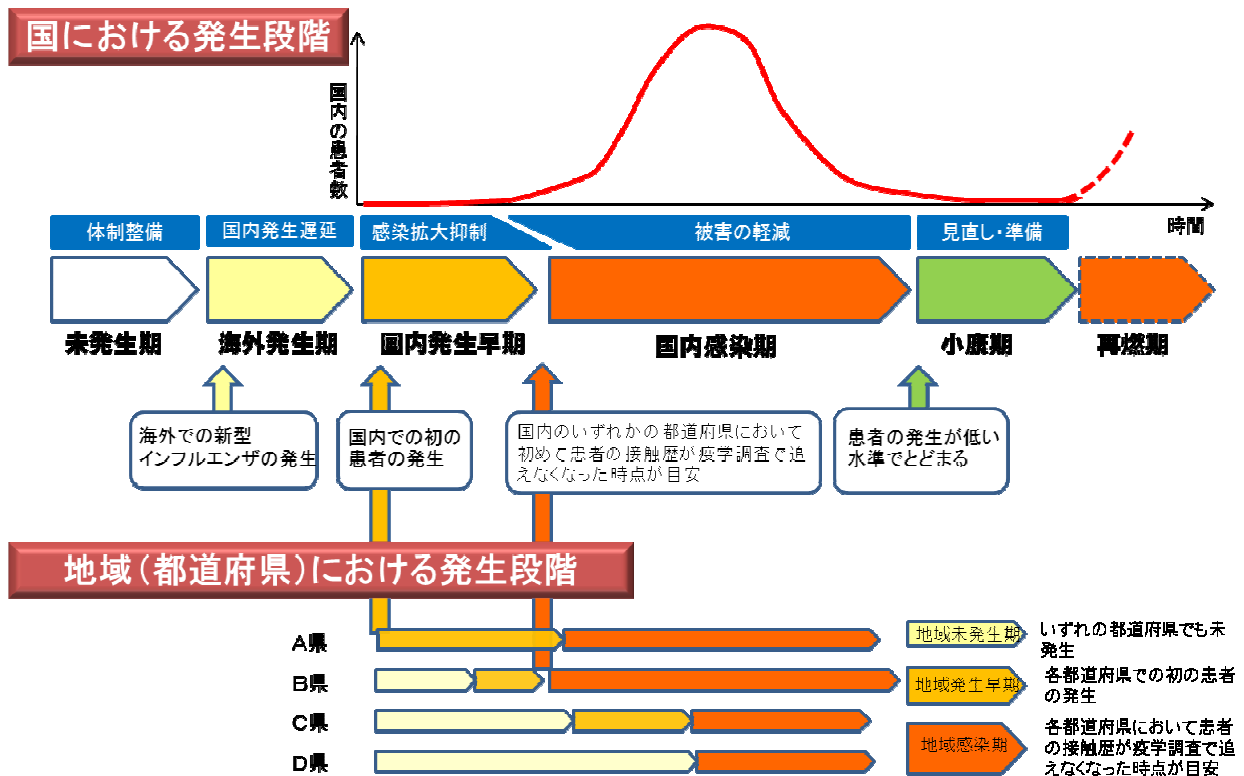 国における発生段階
国内の患者数
時間
体制整備
国内発生遅延
感染拡大抑制
被害の軽減
見直し・準備
未発生期
海外発生期
国内発生早期
国内感染期
小康期
再燃期
海外での新型
インフルエンザの発生
国内での初の
患者の発生
国内のいずれかの都道府県において
初めて患者の接触歴が疫学調査で追
えなくなった時点が目安
患者の発生が低い
水準でとどまる
地域（都道府県）における発生段階
A県
B県
C県
D県
地域未発生期
いずれの都道府県でも未
発生
地域発生早期
各都道府県での初の患者
の発生
地域感染期
各都道府県において患者
の接触歴が疫学調査で追
えなくなった時点が目安